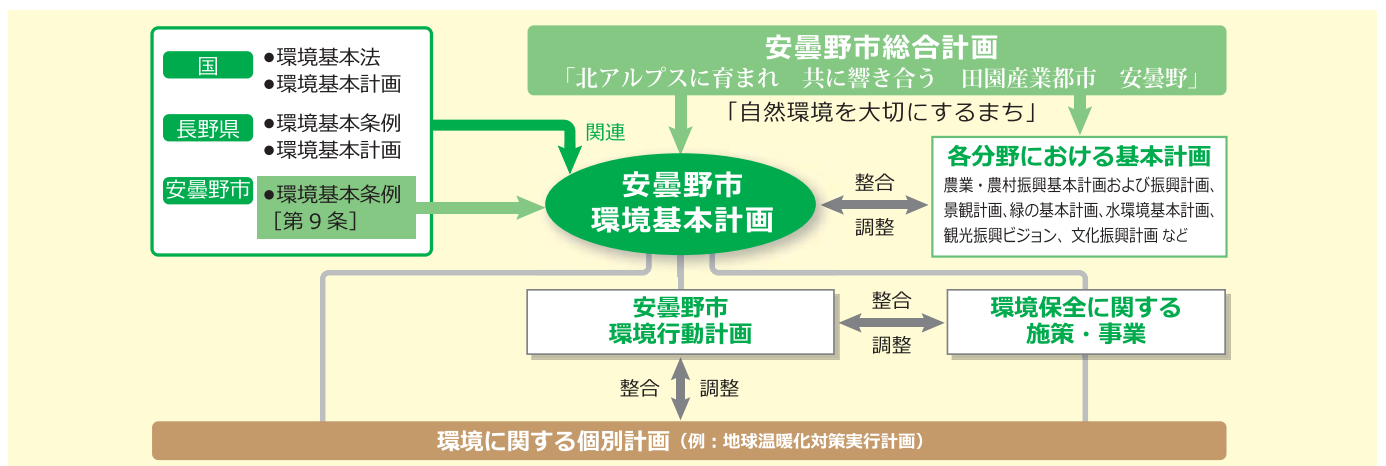 国
●環境基本法
●環境基本計画
長野県
●環境基本条例
●環境基本計画
安曇野市
●環境基本条例
［第９条］
安曇野市総合計画
「北アルプスに育まれ　共に響き合う　田園産業都市　安曇野」
「自然環境を大切にするまち」
関連
安曇野市
環境基本計画
整合
調整
各分野における基本計画
農業・農村振興基本計画および振興計画、
景観計画、緑の基本計画、水環境基本計画、
観光振興ビジョン、文化振興計画 など
安曇野市
環境行動計画
整合
調整
環境保全に関する
施策・事業
整合
調整
環境に関する個別計画（例：地球温暖化対策実行計画）